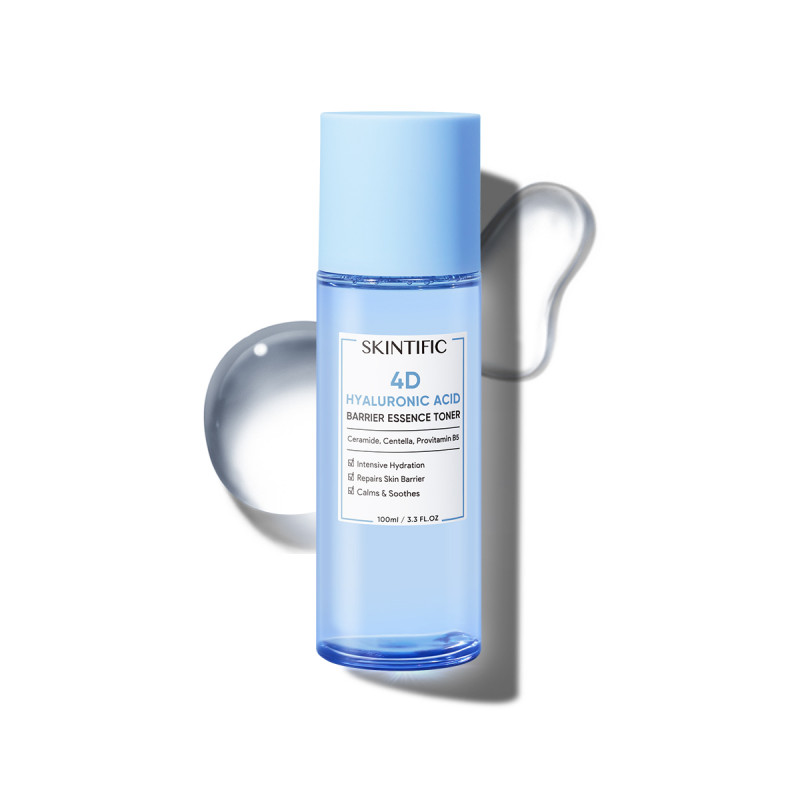 SKINTIFIC
4D
HYALURONIC ACID
BARRIER ESSENCE TONER
Ceramide, Centella, Provitamin B5
Intensive Hydration
Repairs Skin Barrier
Calms & Soothes
100ml / 3.3 FL.OZ